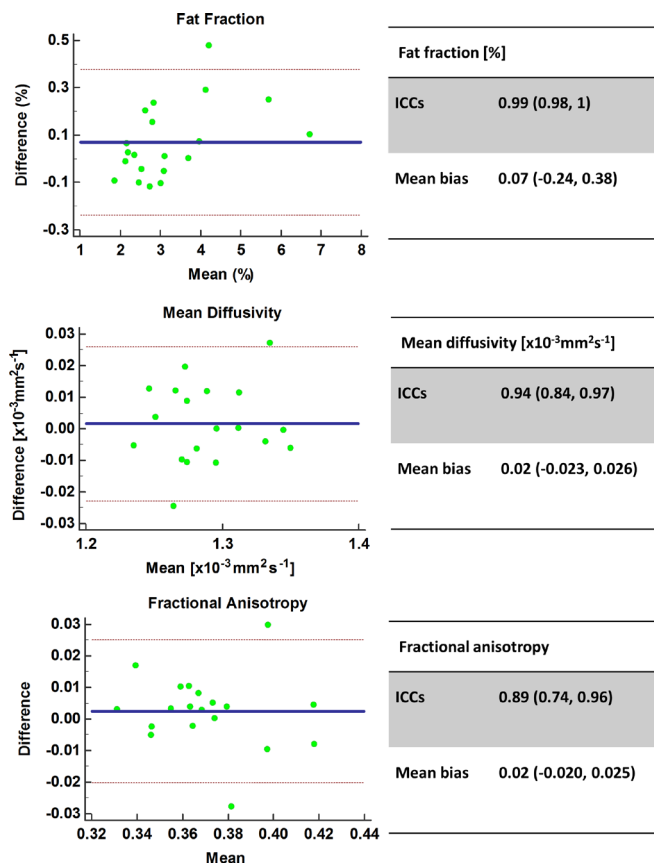 Fat Fraction
0.5
0.3
0.1
-0.1
-0.3
Difference (%)
1 2 3 4 5 6 7 8
Mean (%)
Fat fraction [%]
ICCs 0.99 (0.98, 1)
Mean bias 0.07 (-0.24, 0.38)
Mean Diffusivity
0.03
0.02
0.01
0.00
-0.01
-0.02
-0.03
Difference [x10⁻³mm²s⁻¹]
1.2 1.3 1.4
Mean [x10⁻³mm²s⁻¹]
Mean diffusivity [x10⁻³mm²s⁻¹]
ICCs 0.94 (0.84, 0.97)
Mean bias 0.02 (-0.023, 0.026)
Fractional Anisotropy
0.03
0.02
0.01
0.00
-0.01
-0.02
-0.03
Difference
0.32 0.34 0.36 0.38 0.40 0.42 0.44
Mean
Fractional anisotropy
ICCs 0.89 (0.74, 0.96)
Mean bias 0.02 (-0.020, 0.025)